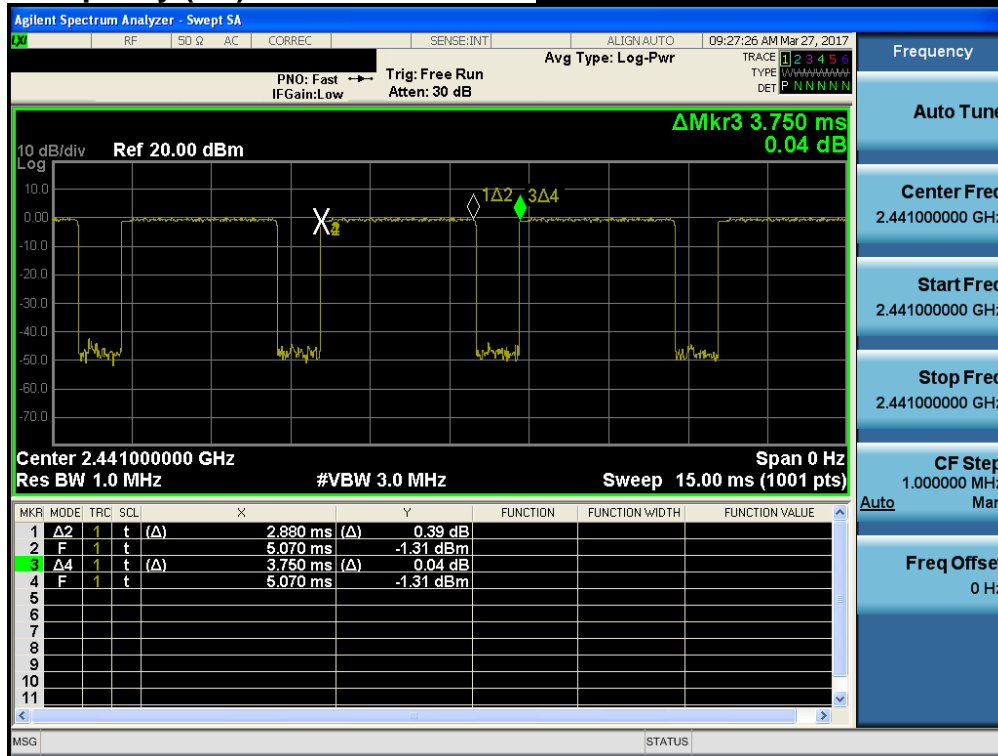 Agilent Spectrum Analyzer - Swept SA
LXI RF 50 Ω AC CORREC SENSE:INT ALIGN AUTO 09:27:26 AM Mar 27, 2017
Avg Type: Log-Pwr
TRACE 1 2 3 4 5 6
TYPE WWWWWW
DET P N N N N N
PNO: Fast
IFGain:Low
Trig: Free Run
Atten: 30 dB
ΔMkr3 3.750 ms
0.04 dB
10 dB/div Ref 20.00 dBm
Log
10.0
0.00
-10.0
-20.0
-30.0
-40.0
-50.0
-60.0
-70.0
1Δ2 3Δ4
X
Center 2.441000000 GHz Span 0 Hz
Res BW 1.0 MHz #VBW 3.0 MHz Sweep 15.00 ms (1001 pts)
MKR MODE TRC SCL X Y FUNCTION FUNCTION WIDTH FUNCTION VALUE
1 Δ2 1 t (Δ) 2.880 ms (Δ) 0.39 dB
2 F 1 t 5.070 ms -1.31 dBm
3 Δ4 1 t (Δ) 3.750 ms (Δ) 0.04 dB
4 F 1 t 5.070 ms -1.31 dBm
5
6
7
8
9
10
11
MSG STATUS
Frequency
Auto Tune
Center Freq
2.441000000 GHz
Start Freq
2.441000000 GHz
Stop Freq
2.441000000 GHz
CF Step
1.000000 MHz
Auto Man
Freq Offset
0 Hz